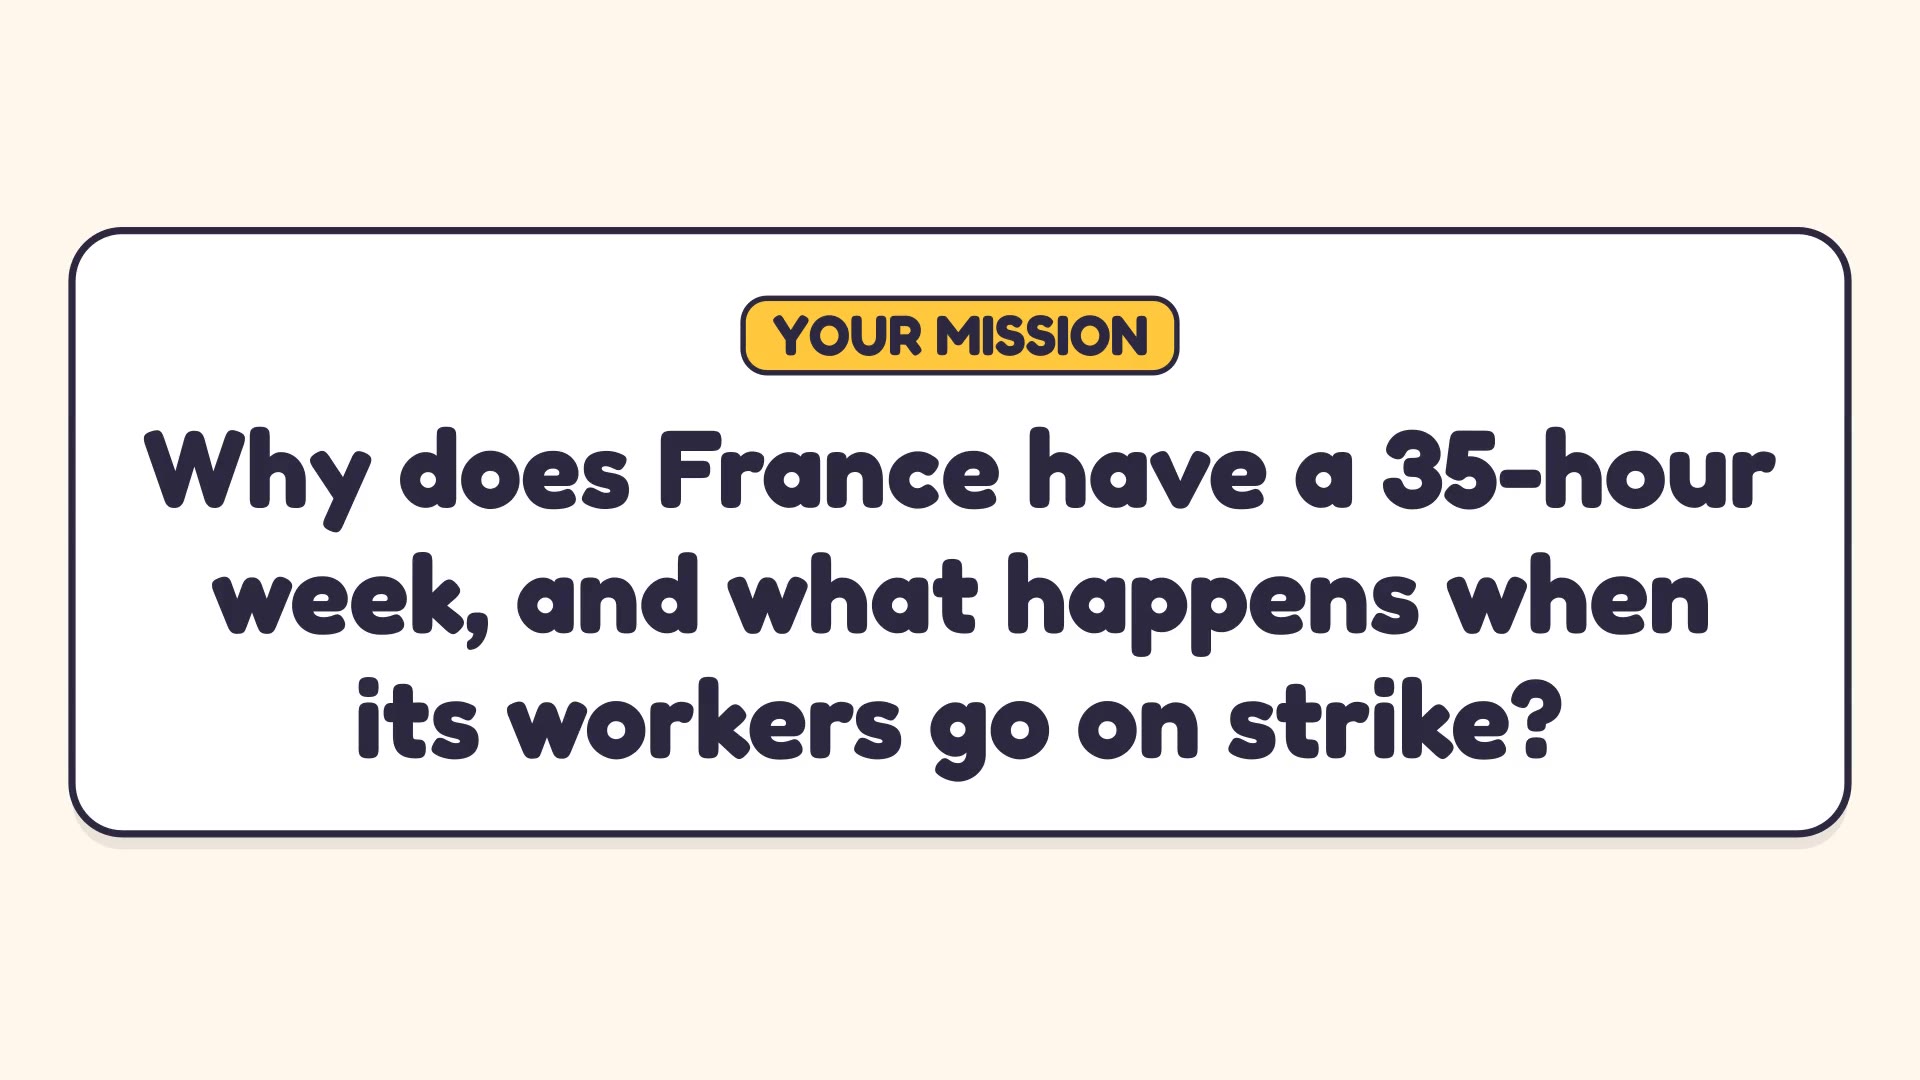 YOUR MISSION
Why does France have a 35-hour
week, and what happens when
its workers go on strike?